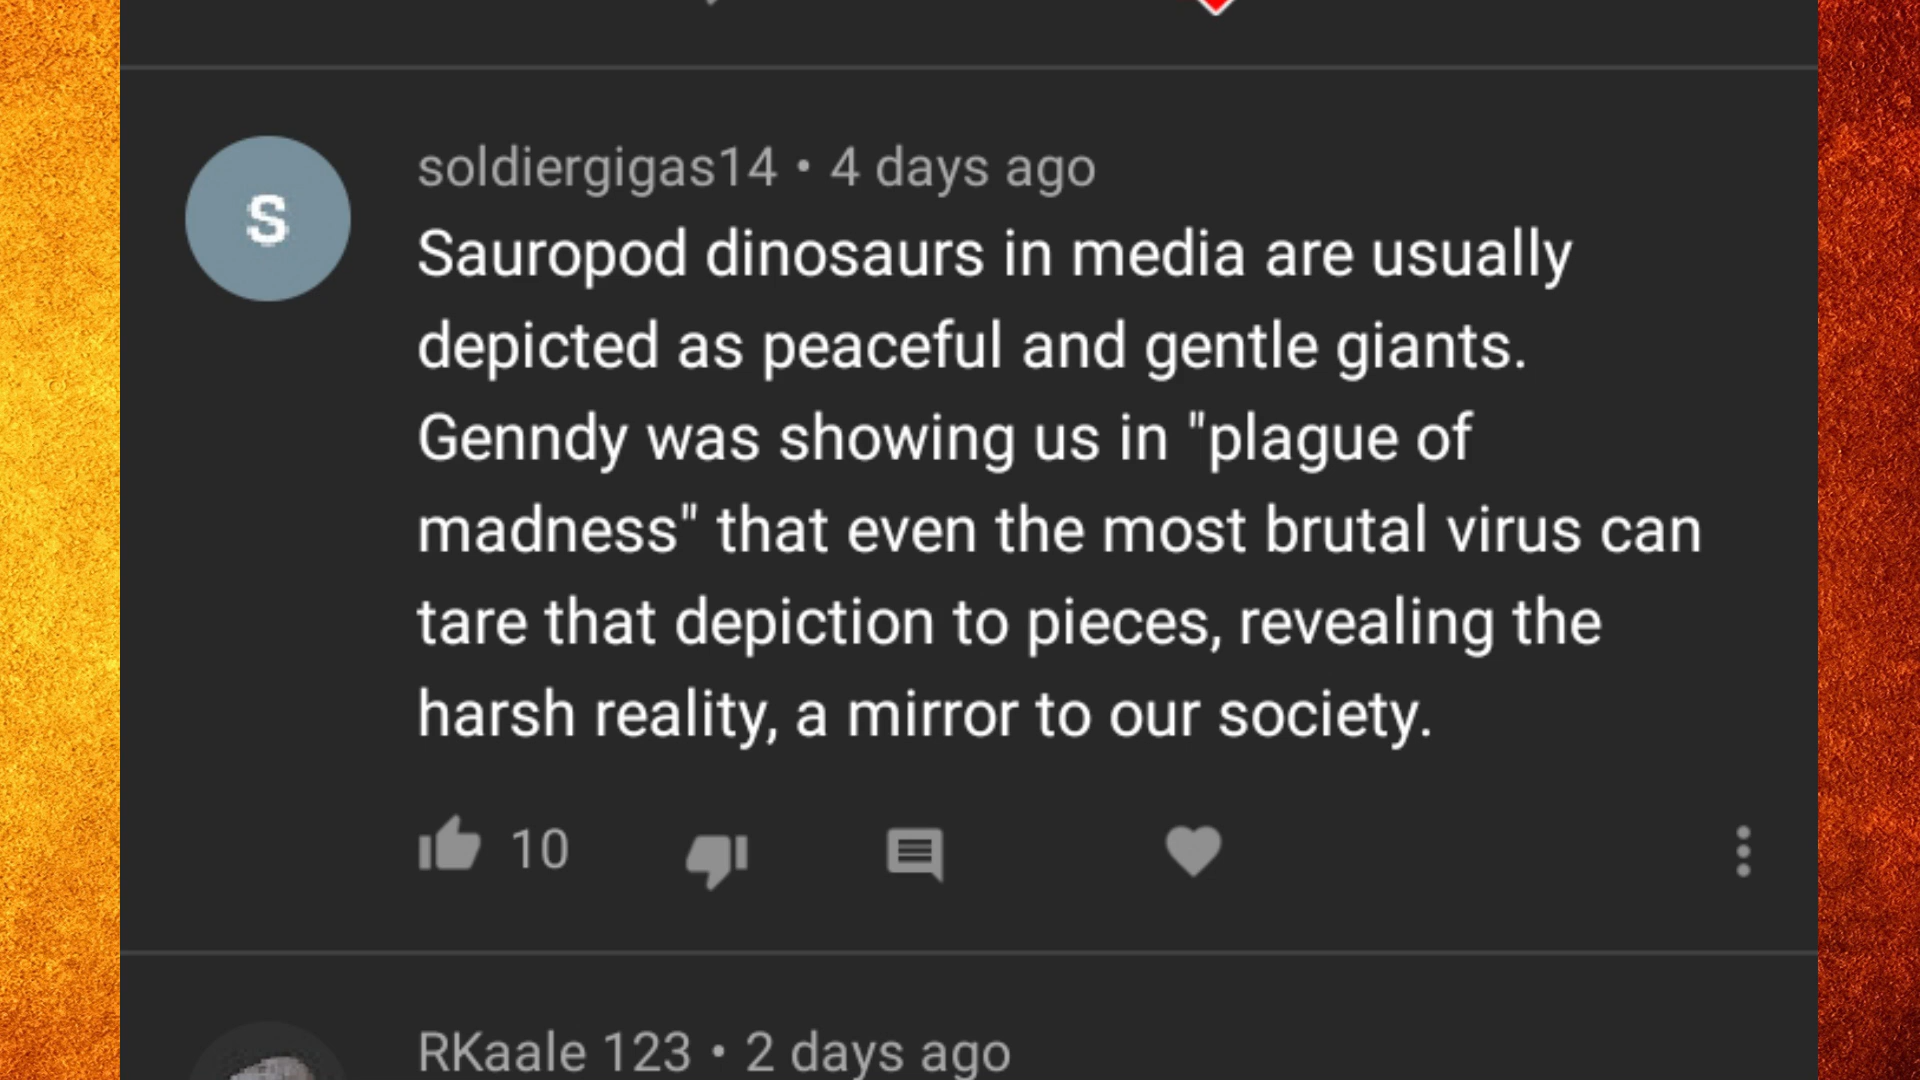 S
soldiergigas14 • 4 days ago
Sauropod dinosaurs in media are usually
depicted as peaceful and gentle giants.
Genndy was showing us in "plague of
madness" that even the most brutal virus can
tare that depiction to pieces, revealing the
harsh reality, a mirror to our society.
10
RKaale 123 • 2 days ago